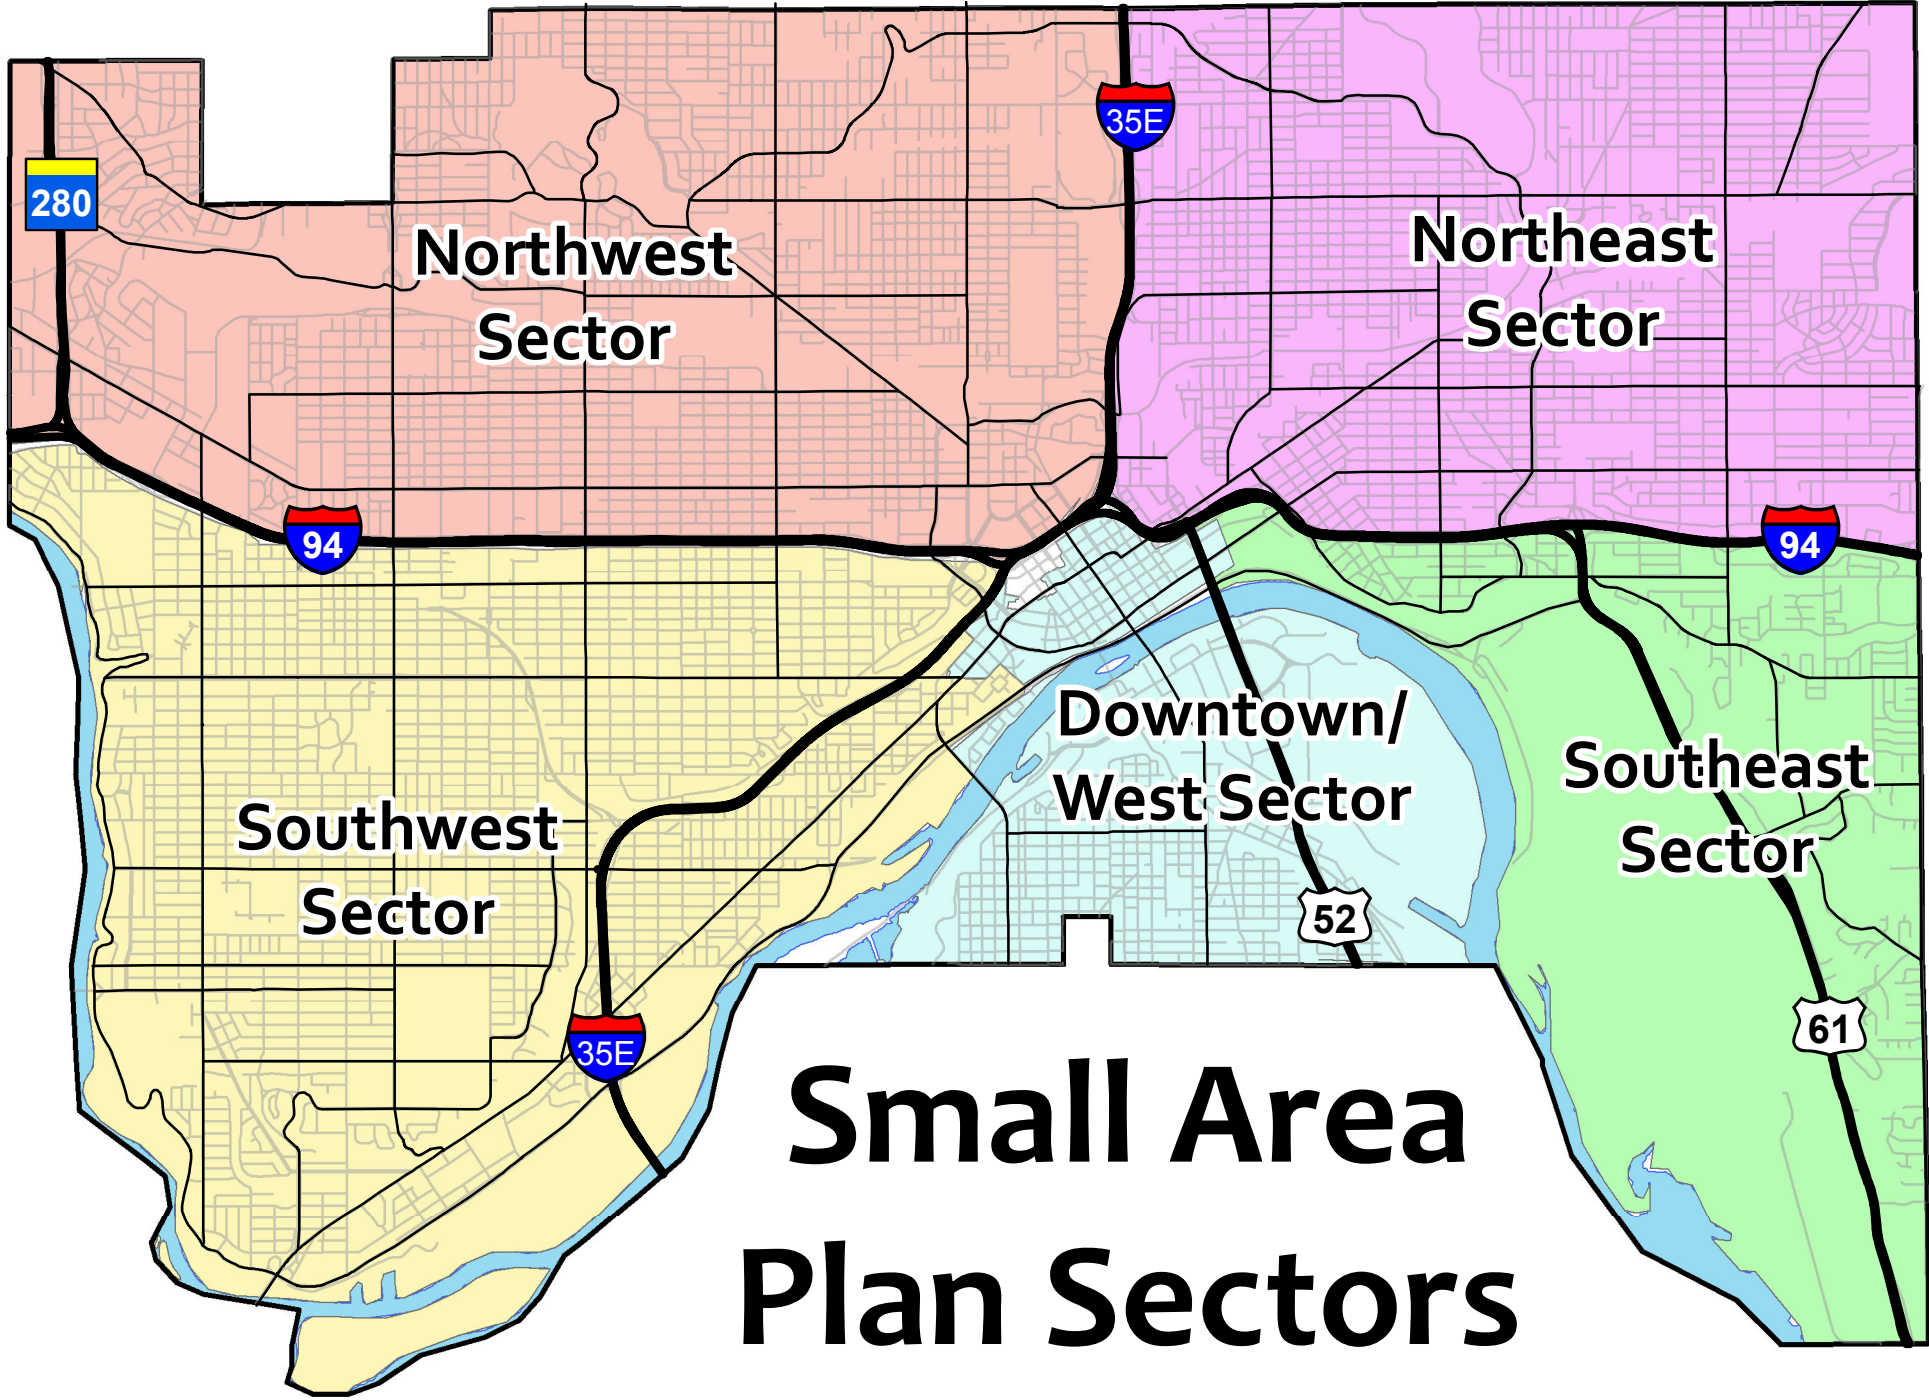 35E
280
Northwest
Sector
Northeast
Sector
94
94
Downtown/
West Sector
Southeast
Sector
Southwest
Sector
52
61
35E
Small Area
Plan Sectors